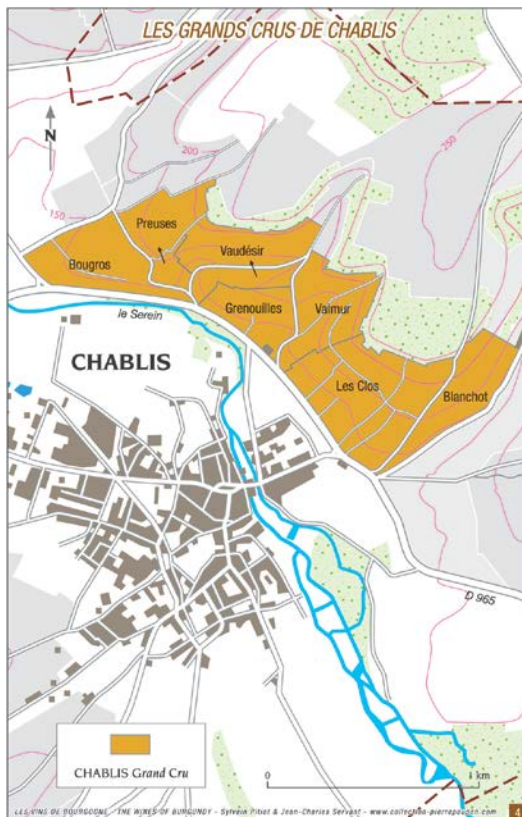 LES GRANDS CRUS DE CHABLIS
250
200
N
150
Preuses
Vaudésir
Bougros
Grenouilles
Valmur
le Serein
CHABLIS
Les Clos
Blanchot
D 965
CHABLIS Grand Cru
0
1 km
LES VINS DE BOURGOGNE - THE WINES OF BURGUNDY - Sylvain Pitiot & Jean-Charles Servant - www.collection-pierrepoupon.com
4